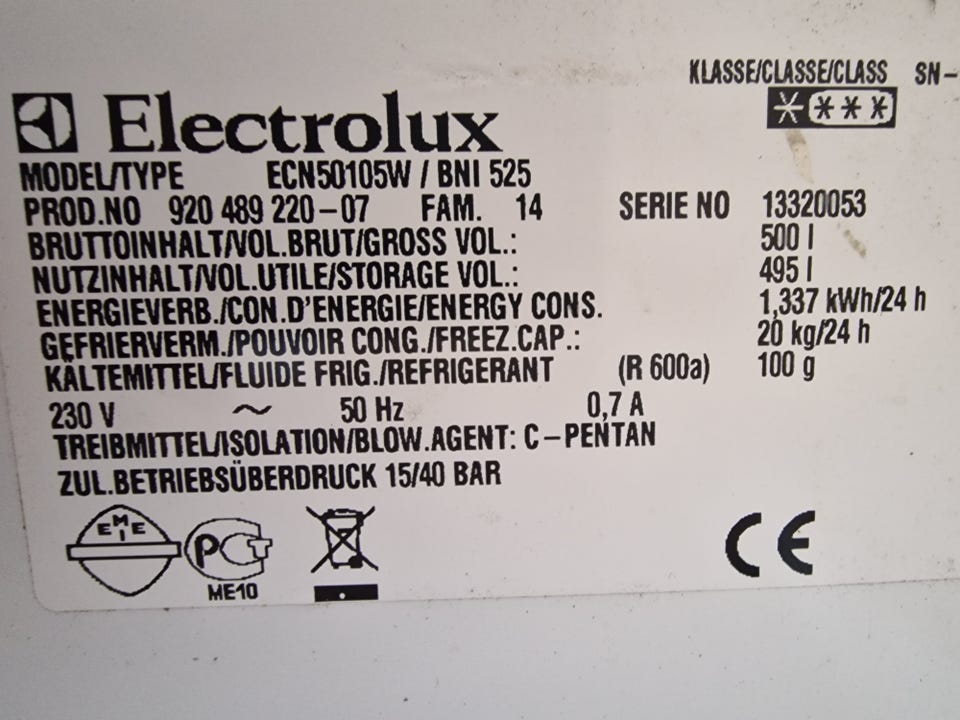 KLASSE/CLASSE/CLASS SN-
Electrolux
MODEL/TYPE ECN50105W / BNI 525
PROD.NO 920 489 220-07 FAM. 14 SERIE NO 13320053
BRUTTOINHALT/VOL.BRUT/GROSS VOL.: 500 l
NUTZINHALT/VOL.UTILE/STORAGE VOL.: 495 l
ENERGIEVERB./CON.D'ENERGIE/ENERGY CONS. 1,337 kWh/24 h
GEFRIERVERM./POUVOIR CONG./FREEZ.CAP.: 20 kg/24 h
KÄLTEMITTEL/FLUIDE FRIG./REFRIGERANT (R 600a) 100 g
230 V ~ 50 Hz 0,7 A
TREIBMITTEL/ISOLATION/BLOW.AGENT: C-PENTAN
ZUL.BETRIEBSÜBERDRUCK 15/40 BAR
EMEI
PCT
ME10
CE